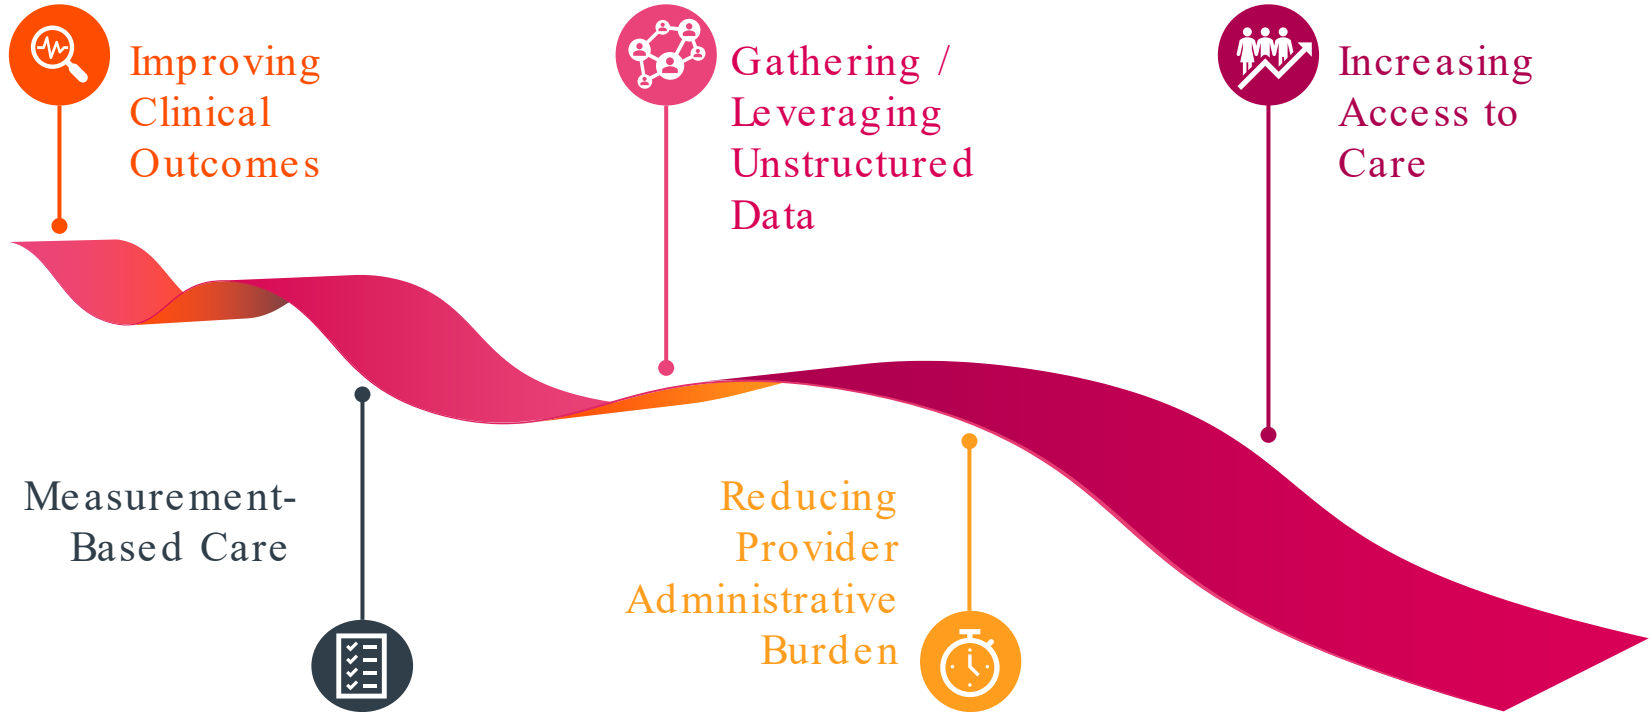 Improving
Clinical
Outcomes
Gathering /
Leveraging
Unstructured
Data
Increasing
Access to
Care
Measurement-
Based Care
Reducing
Provider
Administrative
Burden